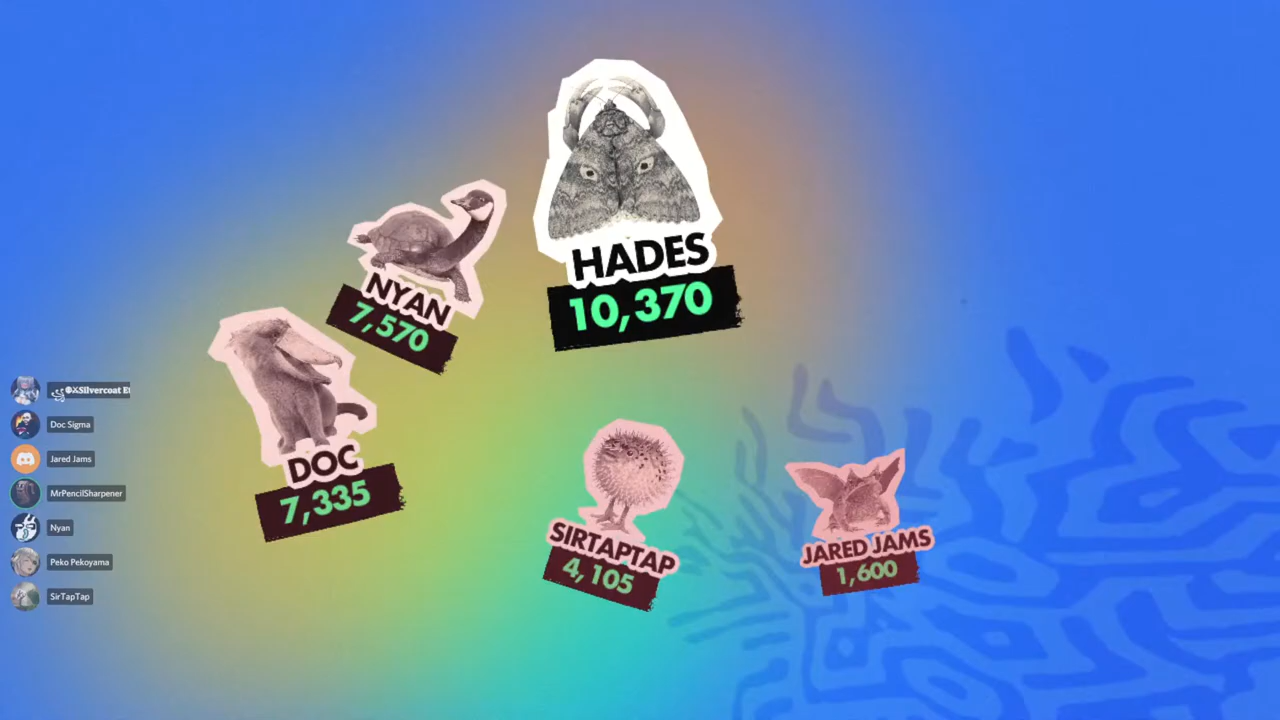 HADES
10,370
NYAN
7,570
DOC
7,335
SIRTAPTAP
4,105
JARED JAMS
1,600
Silvercoat
Doc Sigma
Jared Jams
MrPencilSharpener
Nyan
Peko Pekoyama
SirTapTap